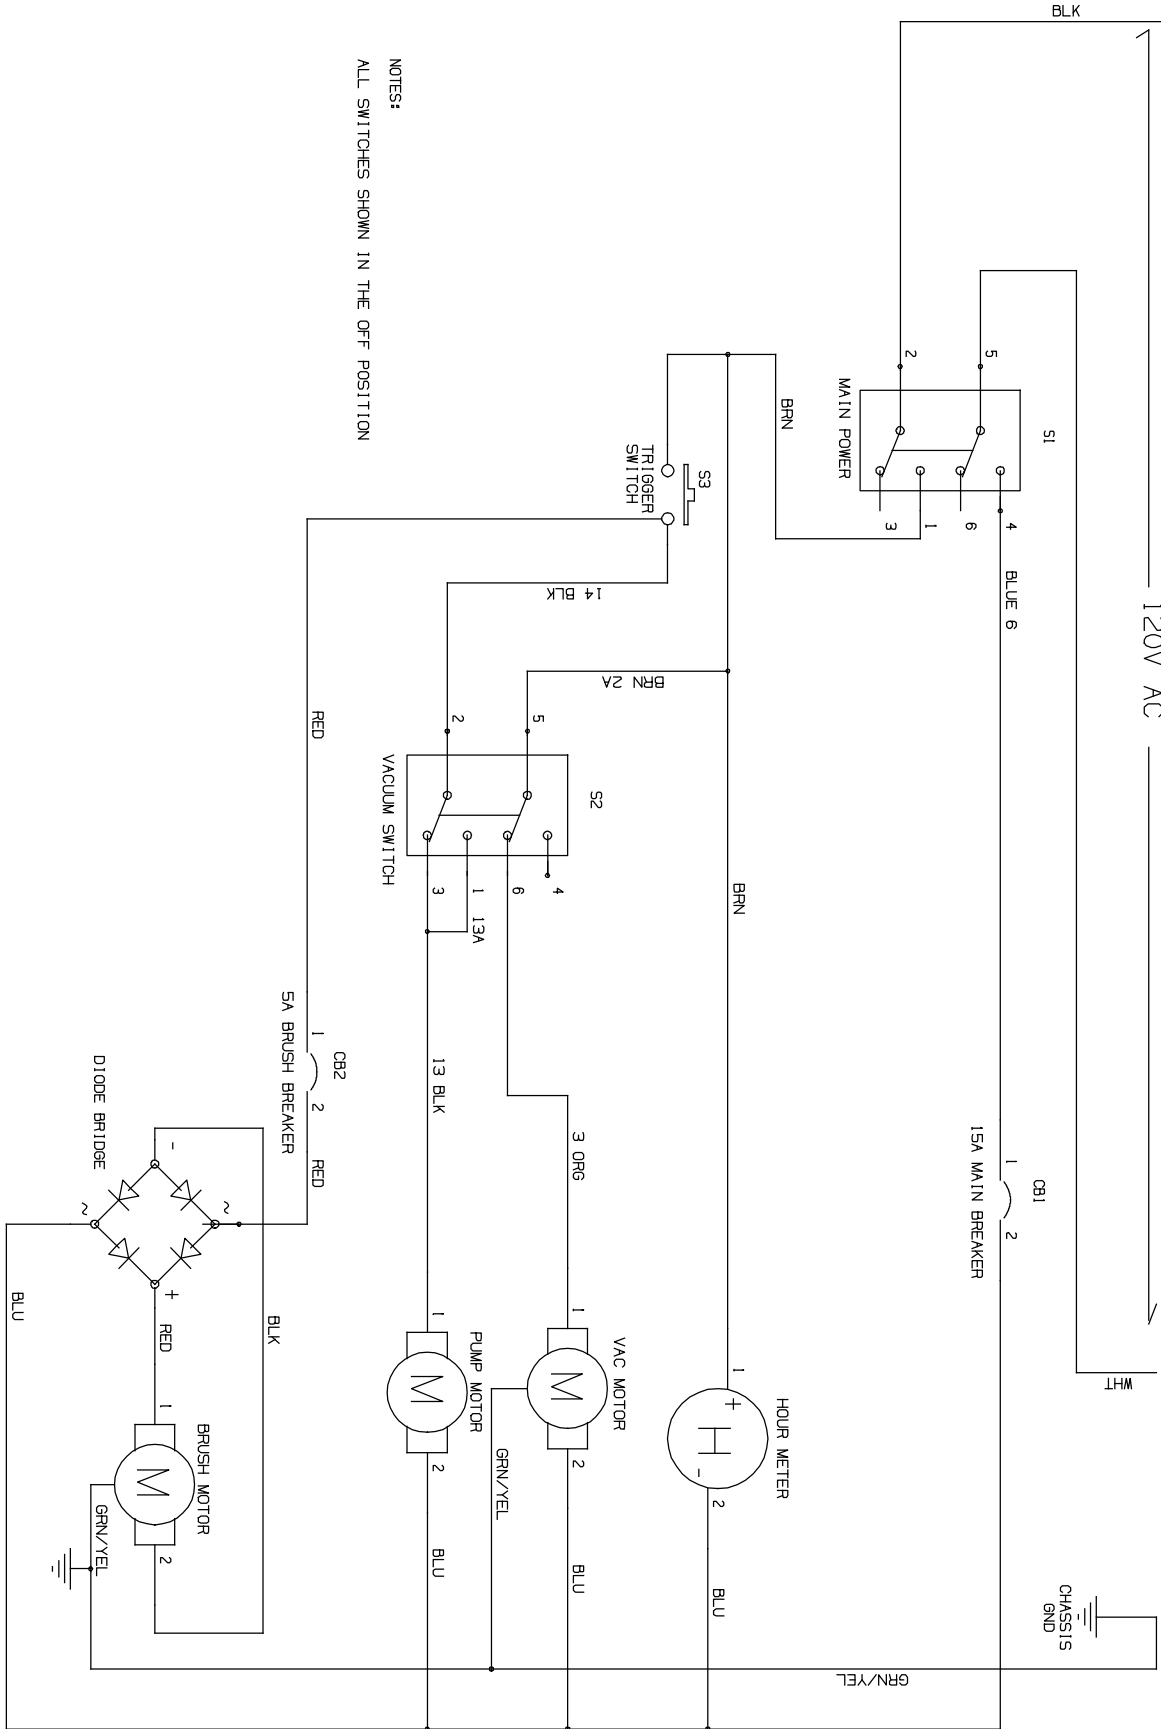 BLK
120V AC
WHT
NOTES:
ALL SWITCHES SHOWN IN THE OFF POSITION
S1
MAIN POWER
2
5
3
1
6
4
BLUE 6
BRN
S3
TRIGGER
SWITCH
14 BLK
BRN 2A
RED
S2
VACUUM SWITCH
2
5
3
1
6
4
13A
BRN
CB2
5A BRUSH BREAKER
1
2
RED
13 BLK
3 ORG
CB1
15A MAIN BREAKER
1
2
DIODE BRIDGE
-
~
~
+
BLU
RED
BLK
BRUSH MOTOR
1
M
2
GRN/YEL
PUMP MOTOR
1
M
2
BLU
VAC MOTOR
1
M
2
GRN/YEL
BLU
HOUR METER
1
+
H
-
2
BLU
CHASSIS
GND
GRN/YEL